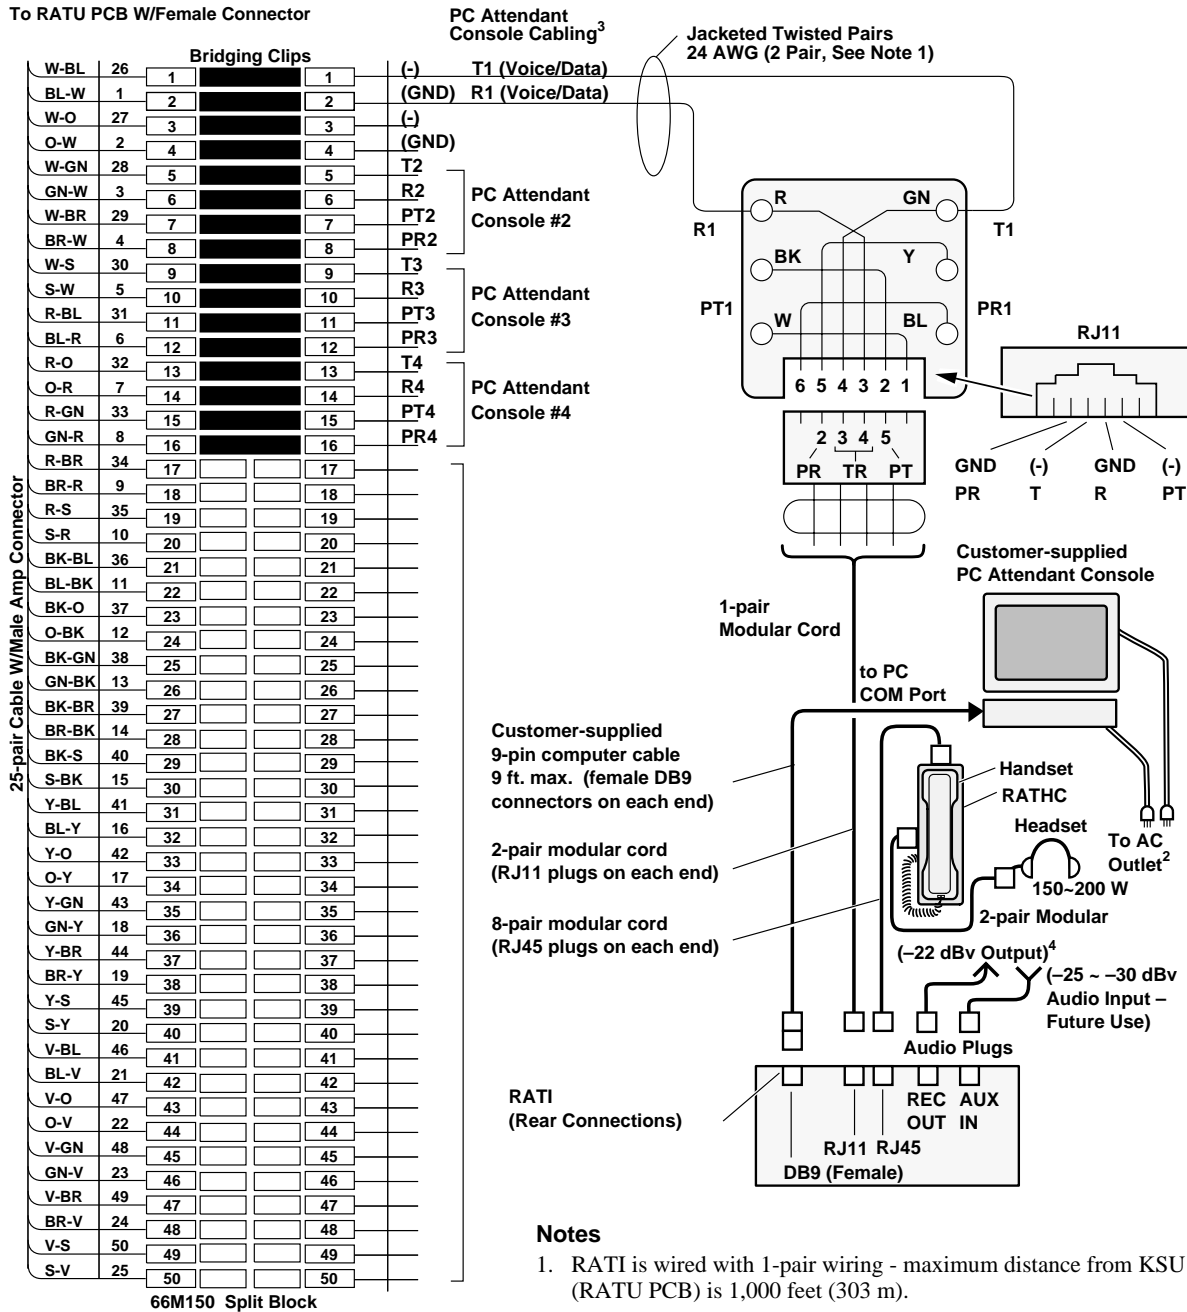 To RATU PCB W/Female Connector
PC Attendant
Console Cabling3
Jacketed Twisted Pairs
24 AWG (2 Pair, See Note 1)
Bridging Clips
W-BL 26 1 1 (-) T1 (Voice/Data)
BL-W 1 2 2 (GND) R1 (Voice/Data)
W-O 27 3 3 (-)
O-W 2 4 4 (GND)
W-GN 28 5 5 T2
GN-W 3 6 6 R2
W-BR 29 7 7 PT2
BR-W 4 8 8 PR2
PC Attendant
Console #2
W-S 30 9 9 T3
S-W 5 10 10 R3
R-BL 31 11 11 PT3
BL-R 6 12 12 PR3
PC Attendant
Console #3
R-O 32 13 13 T4
O-R 7 14 14 R4
R-GN 33 15 15 PT4
GN-R 8 16 16 PR4
PC Attendant
Console #4
R-BR 34 17 17
BR-R 9 18 18
R-S 35 19 19
S-R 10 20 20
BK-BL 36 21 21
BL-BK 11 22 22
BK-O 37 23 23
O-BK 12 24 24
BK-GN 38 25 25
GN-BK 13 26 26
BK-BR 39 27 27
BR-BK 14 28 28
BK-S 40 29 29
S-BK 15 30 30
Y-BL 41 31 31
BL-Y 16 32 32
Y-O 42 33 33
O-Y 17 34 34
Y-GN 43 35 35
GN-Y 18 36 36
Y-BR 44 37 37
BR-Y 19 38 38
Y-S 45 39 39
S-Y 20 40 40
V-BL 46 41 41
BL-V 21 42 42
V-O 47 43 43
O-V 22 44 44
V-GN 48 45 45
GN-V 23 46 46
V-BR 49 47 47
BR-V 24 48 48
V-S 50 49 49
S-V 25 50 50
25-pair Cable W/Male Amp Connector
66M150 Split Block
R GN
R1 T1
BK Y
PT1 PR1
W BL
6 5 4 3 2 1
RJ11
2 3 4 5
PR TR PT
GND (-) GND (-)
PR T R PT
Customer-supplied
PC Attendant Console
1-pair
Modular Cord
to PC
COM Port
Customer-supplied
9-pin computer cable
9 ft. max. (female DB9
connectors on each end)
Handset
RATHC
Headset
To AC
Outlet2
150~200 W
2-pair Modular
2-pair modular cord
(RJ11 plugs on each end)
8-pair modular cord
(RJ45 plugs on each end)
(–22 dBv Output)4
(–25 ~ –30 dBv
Audio Input –
Future Use)
Audio Plugs
RATI
(Rear Connections)
REC AUX
OUT IN
RJ11 RJ45
DB9 (Female)
Notes
1. RATI is wired with 1-pair wiring - maximum distance from KSU
(RATU PCB) is 1,000 feet (303 m).